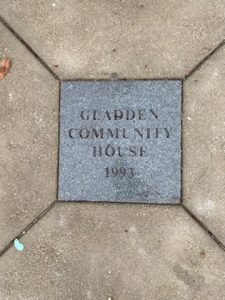 GLADDEN
COMMUNITY
HOUSE
1993